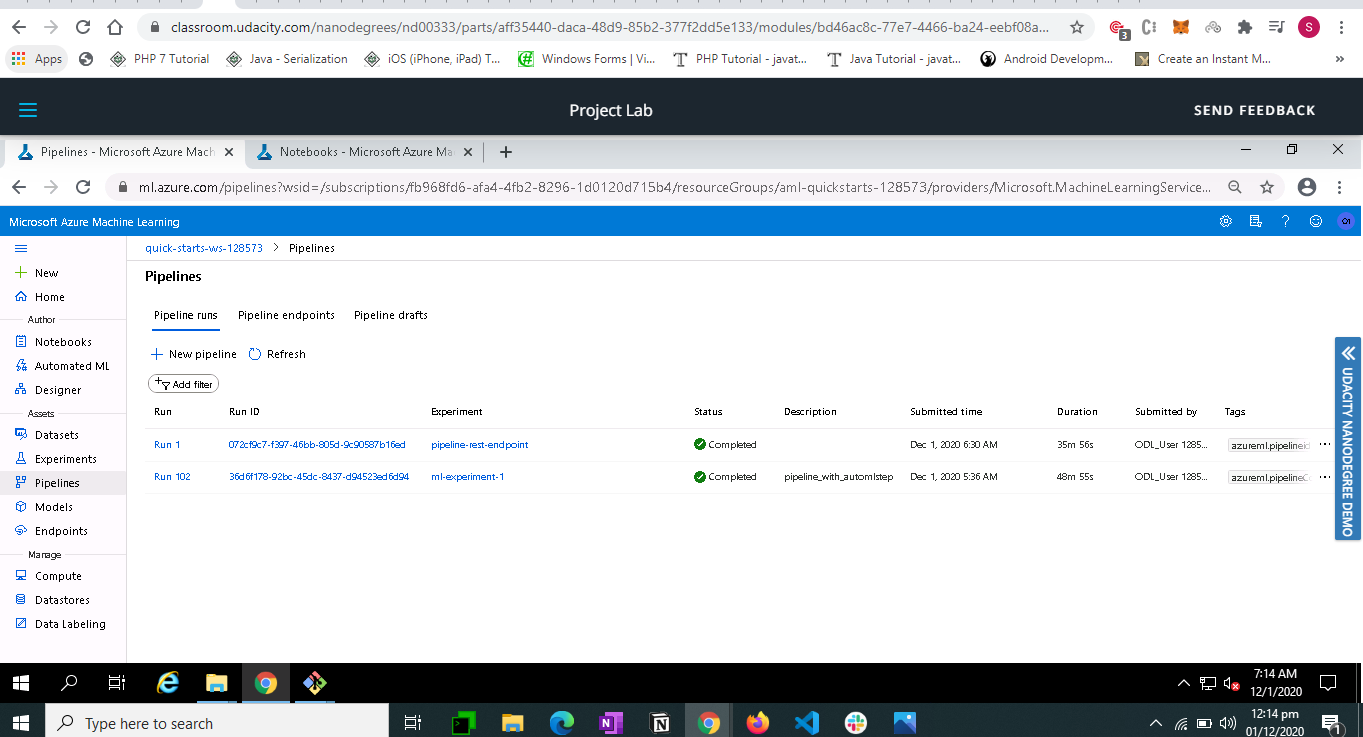 classroom.udacity.com/nanodegrees/nd00333/parts/aff35440-daca-48d9-85b2-377f2dd5e133/modules/bd46ac8c-77e7-4466-ba24-eebf08a...
3
S
Apps
PHP 7 Tutorial
Java - Serialization
iOS (iPhone, iPad) T...
Windows Forms | Vi...
PHP Tutorial - javat...
Java Tutorial - javat...
Android Developm...
Create an Instant M...
»
Project Lab
SEND FEEDBACK
Pipelines - Microsoft Azure Mach
Notebooks - Microsoft Azure Ma
ml.azure.com/pipelines?wsid=/subscriptions/fb968fd6-afa4-4fb2-8296-1d0120d715b4/resourceGroups/aml-quickstarts-128573/providers/Microsoft.MachineLearningService...
Microsoft Azure Machine Learning
New
Home
Author
Notebooks
Automated ML
Designer
Assets
Datasets
Experiments
Pipelines
Models
Endpoints
Manage
Compute
Datastores
Data Labeling
quick-starts-ws-128573 > Pipelines
Pipelines
Pipeline runs Pipeline endpoints Pipeline drafts
New pipeline Refresh
Add filter
Run Run ID Experiment Status Description Submitted time Duration Submitted by Tags
Run 1 072cf9c7-f397-46bb-805d-9c90587b16ed pipeline-rest-endpoint Completed Dec 1, 2020 6:30 AM 35m 56s ODL_User 1285... azureml.pipelineid ...
Run 102 36d6f178-92bc-45dc-8437-d94523ed6d94 ml-experiment-1 Completed pipeline_with_automlstep Dec 1, 2020 5:36 AM 48m 55s ODL_User 1285... azureml.pipelineC ...
UDACITY NANODEGREE DEMO
7:14 AM
12/1/2020
Type here to search
12:14 pm
01/12/2020
1